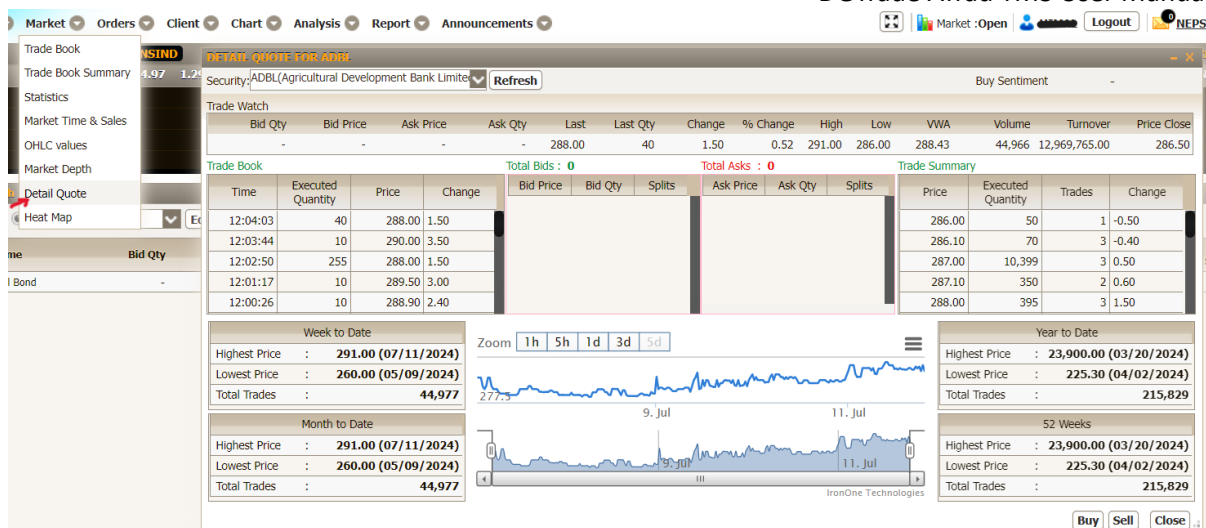 Market Orders Client Chart Analysis Report Announcements Market :Open Logout NEPS
Trade Book
Trade Book Summary
Statistics
Market Time & Sales
OHLC values
Market Depth
Detail Quote
Heat Map
NSIND
4.97 1.29
me Bid Qty
l Bond -
DETAIL QUOTE FOR ADBL
Security: ADBL(Agricultural Development Bank Limite Refresh Buy Sentiment -
Trade Watch
Bid Qty Bid Price Ask Price Ask Qty Last Last Qty Change % Change High Low VWA Volume Turnover Price Close
- - - - 288.00 40 1.50 0.52 291.00 286.00 288.43 44,966 12,969,765.00 286.50
Trade Book
Time Executed Quantity Price Change
12:04:03 40 288.00 1.50
12:03:44 10 290.00 3.50
12:02:50 255 288.00 1.50
12:01:17 10 289.50 3.00
12:00:26 10 288.90 2.40
Total Bids : 0
Bid Price Bid Qty Splits
Total Asks : 0
Ask Price Ask Qty Splits
Trade Summary
Price Executed Quantity Trades Change
286.00 50 1 -0.50
286.10 70 3 -0.40
287.00 10,399 3 0.50
287.10 350 2 0.60
288.00 395 3 1.50
Week to Date
Highest Price : 291.00 (07/11/2024)
Lowest Price : 260.00 (05/09/2024)
Total Trades : 44,977
Month to Date
Highest Price : 291.00 (07/11/2024)
Lowest Price : 260.00 (05/09/2024)
Total Trades : 44,977
Zoom 1h 5h 1d 3d 5d
277.5
9. Jul 11. Jul
9. Jul 11. Jul
IronOne Technologies
Year to Date
Highest Price : 23,900.00 (03/20/2024)
Lowest Price : 225.30 (04/02/2024)
Total Trades : 215,829
52 Weeks
Highest Price : 23,900.00 (03/20/2024)
Lowest Price : 225.30 (04/02/2024)
Total Trades : 215,829
Buy Sell Close